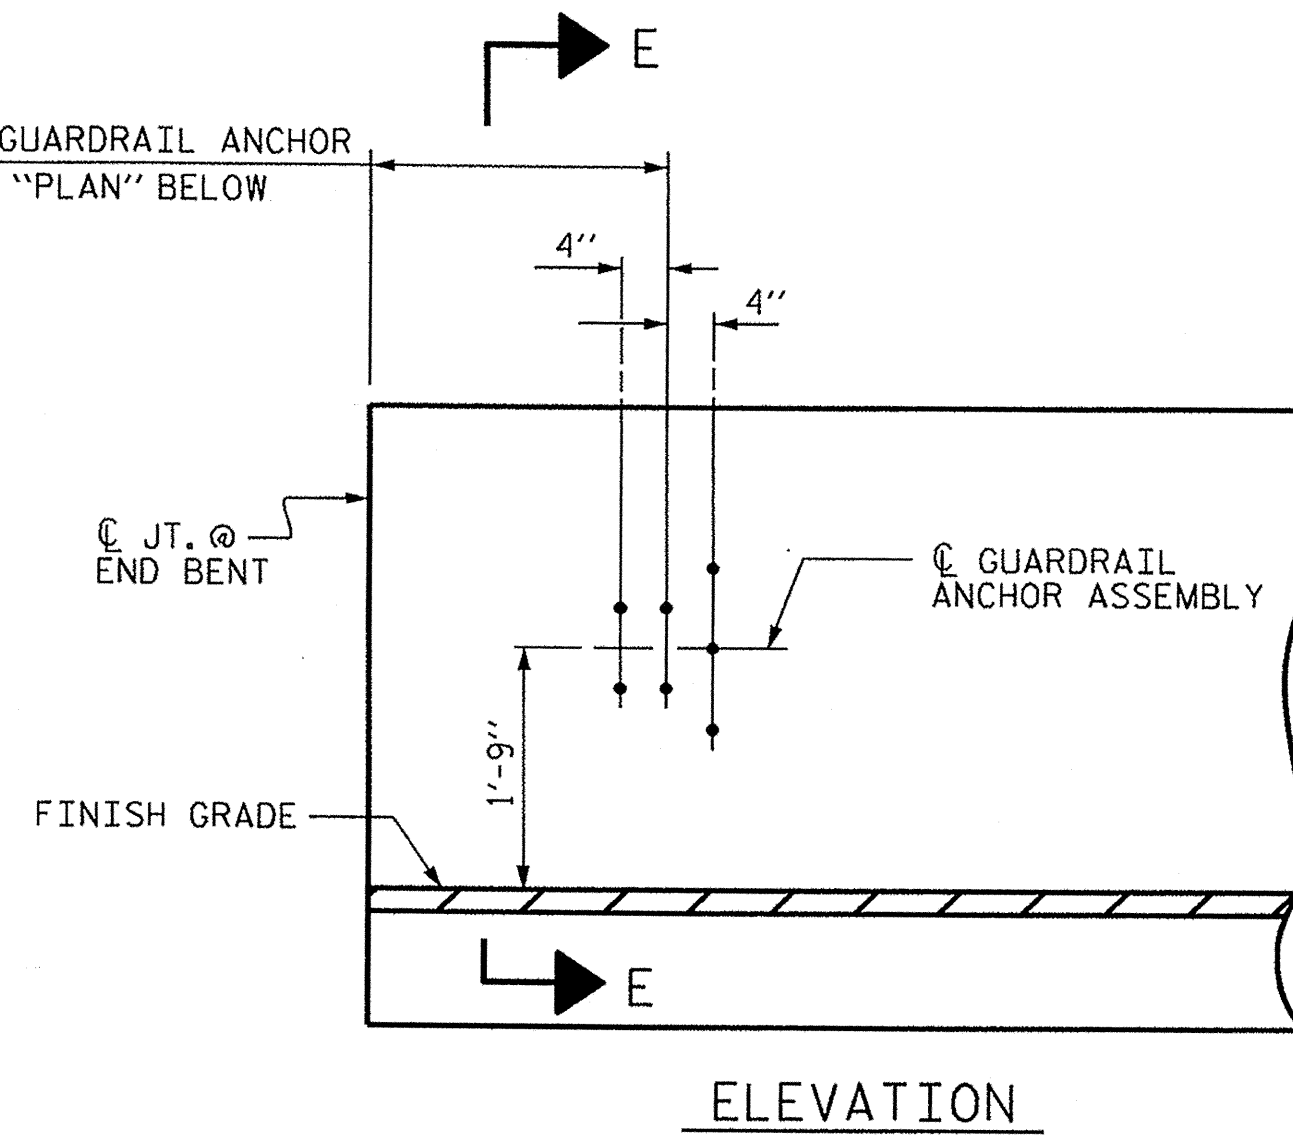 E
GUARDRAIL ANCHOR
“PLAN” BELOW
4"
4"
℄ JT. @
END BENT
℄ GUARDRAIL
ANCHOR ASSEMBLY
1'-9"
FINISH GRADE
E
ELEVATION